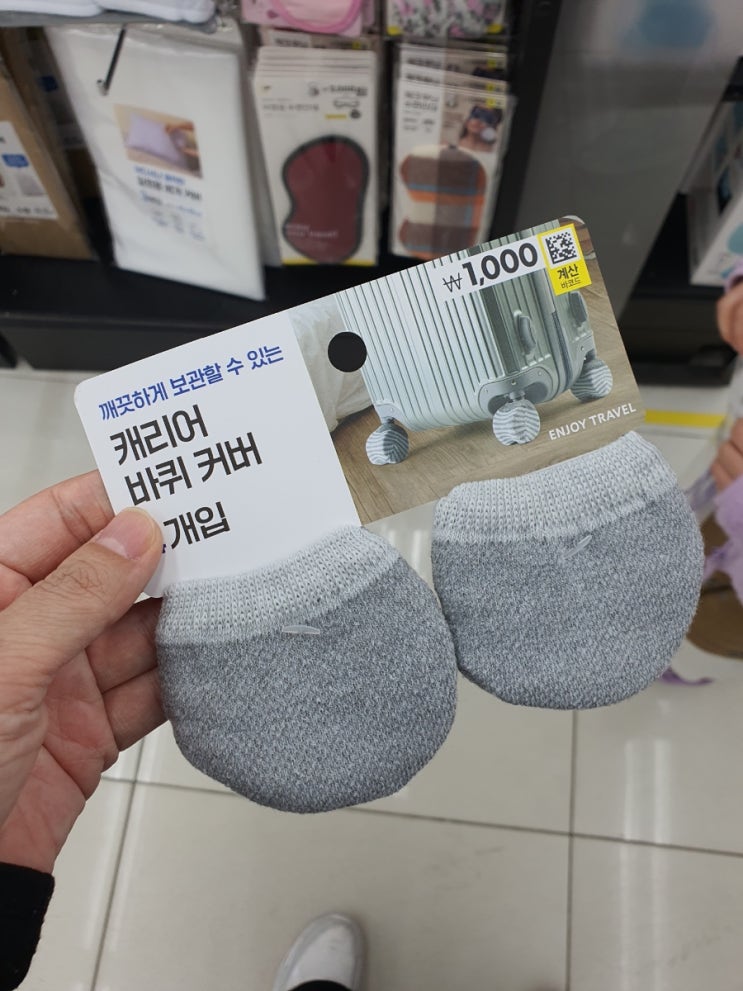 ₩1,000
계산
바코드
깨끗하게 보관할 수 있는
캐리어
바퀴 커버
개입
ENJOY TRAVEL